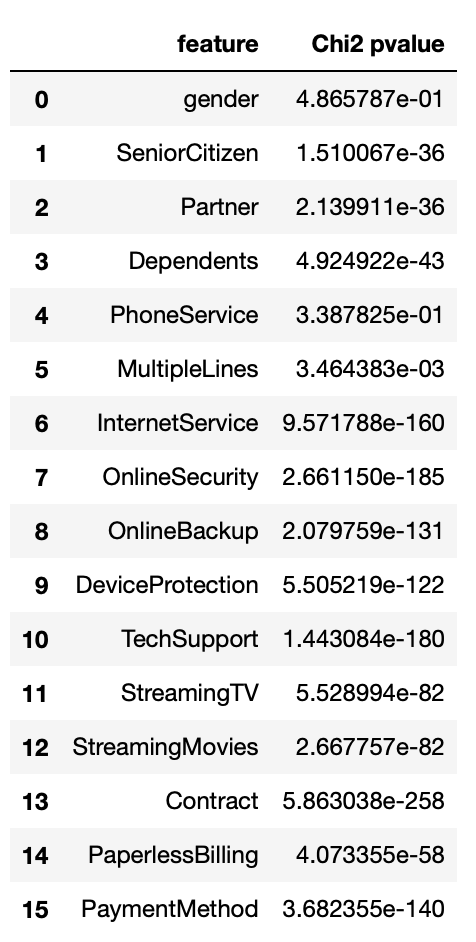 feature Chi2 pvalue
0 gender 4.865787e-01
1 SeniorCitizen 1.510067e-36
2 Partner 2.139911e-36
3 Dependents 4.924922e-43
4 PhoneService 3.387825e-01
5 MultipleLines 3.464383e-03
6 InternetService 9.571788e-160
7 OnlineSecurity 2.661150e-185
8 OnlineBackup 2.079759e-131
9 DeviceProtection 5.505219e-122
10 TechSupport 1.443084e-180
11 StreamingTV 5.528994e-82
12 StreamingMovies 2.667757e-82
13 Contract 5.863038e-258
14 PaperlessBilling 4.073355e-58
15 PaymentMethod 3.682355e-140